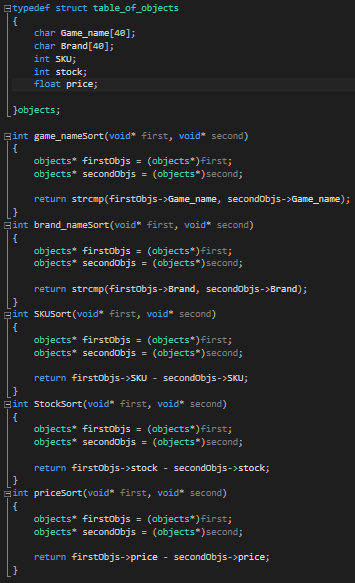 typedef struct table_of_objects
{
    char Game_name[40];
    char Brand[40];
    int SKU;
    int stock;
    float price;

}objects;

int game_nameSort(void* first, void* second)
{
    objects* firstObjs = (objects*)first;
    objects* secondObjs = (objects*)second;

    return strcmp(firstObjs->Game_name, secondObjs->Game_name);
}
int brand_nameSort(void* first, void* second)
{
    objects* firstObjs = (objects*)first;
    objects* secondObjs = (objects*)second;

    return strcmp(firstObjs->Brand, secondObjs->Brand);
}
int SKUSort(void* first, void* second)
{
    objects* firstObjs = (objects*)first;
    objects* secondObjs = (objects*)second;

    return firstObjs->SKU - secondObjs->SKU;
}
int StockSort(void* first, void* second)
{
    objects* firstObjs = (objects*)first;
    objects* secondObjs = (objects*)second;

    return firstObjs->stock - secondObjs->stock;
}
int priceSort(void* first, void* second)
{
    objects* firstObjs = (objects*)first;
    objects* secondObjs = (objects*)second;

    return firstObjs->price - secondObjs->price;
}